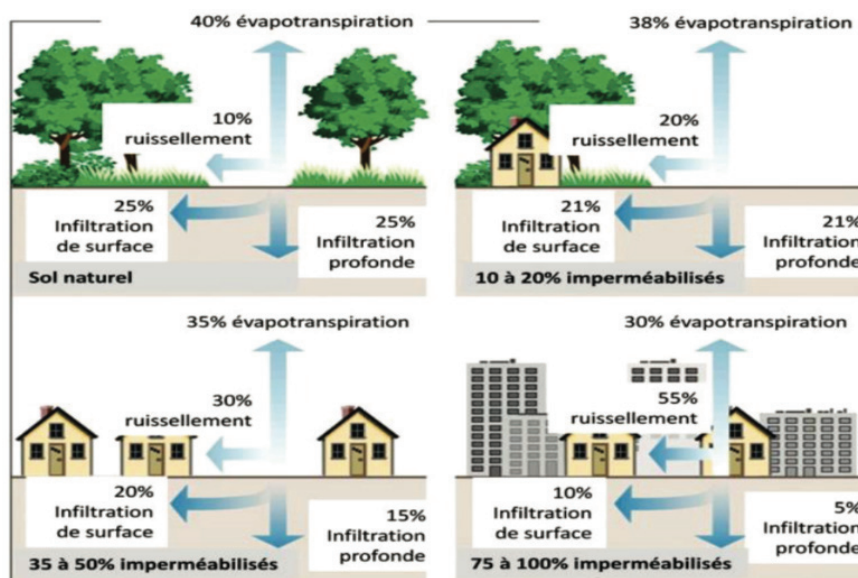 40% évapotranspiration
10%
ruissellement
25%
Infiltration
de surface
25%
Infiltration
profonde
Sol naturel
38% évapotranspiration
20%
ruissellement
21%
Infiltration
de surface
21%
Infiltration
profonde
10 à 20% imperméabilisés
35% évapotranspiration
30%
ruissellement
20%
Infiltration
de surface
15%
Infiltration
profonde
35 à 50% imperméabilisés
30% évapotranspiration
55%
ruissellement
10%
Infiltration
de surface
5%
Infiltration
profonde
75 à 100% imperméabilisés